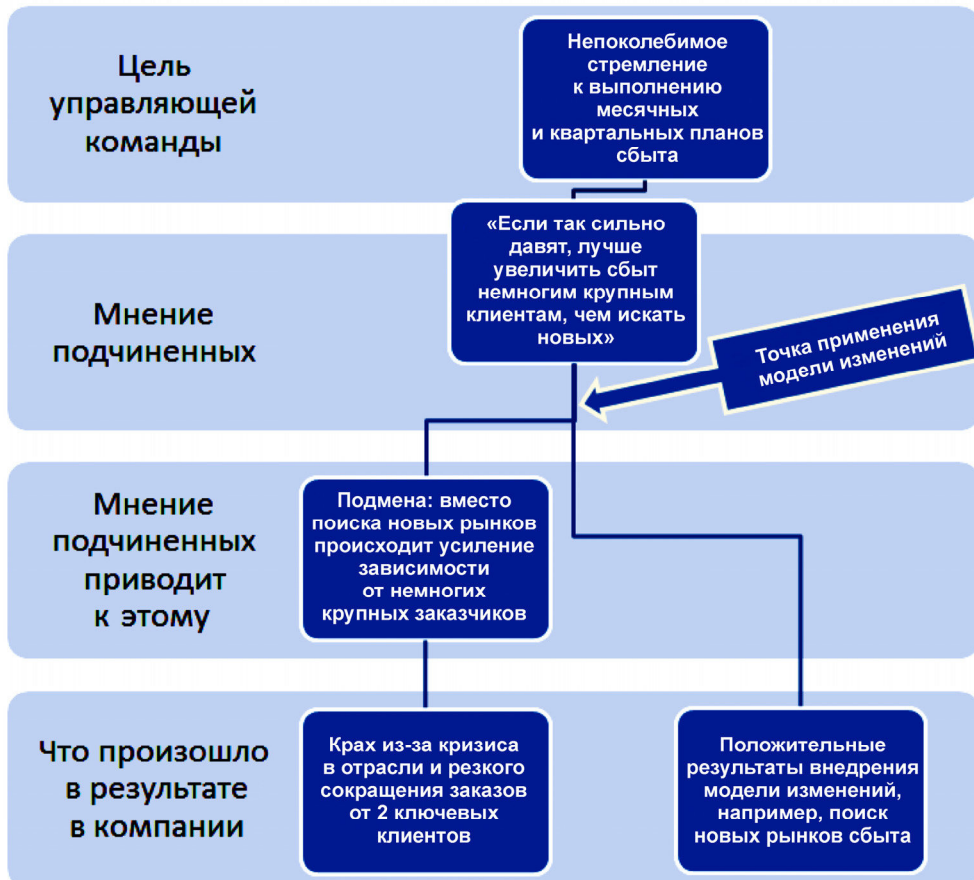 Цель
управляющей
команды
Непоколебимое
стремление
к выполнению
месячных
и квартальных планов
сбыта
Мнение
подчиненных
«Если так сильно
давят, лучше
увеличить сбыт
немногим крупным
клиентам, чем искать
новых»
Точка применения
модели изменений
Мнение
подчиненных
приводит
к этому
Подмена: вместо
поиска новых рынков
происходит усиление
зависимости
от немногих
крупных заказчиков
Что произошло
в результате
в компании
Крах из-за кризиса
в отрасли и резкого
сокращения заказов
от 2 ключевых
клиентов
Положительные
результаты внедрения
модели изменений,
например, поиск
новых рынков сбыта